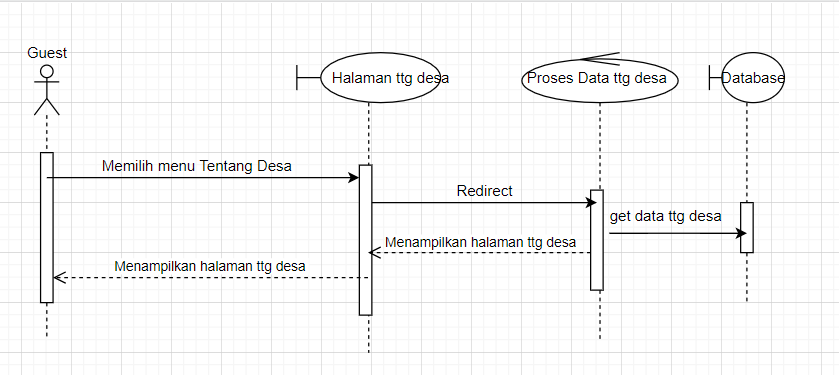 Guest
Halaman ttg desa
Proses Data ttg desa
Database
Memilih menu Tentang Desa
Redirect
get data ttg desa
Menampilkan halaman ttg desa
Menampilkan halaman ttg desa